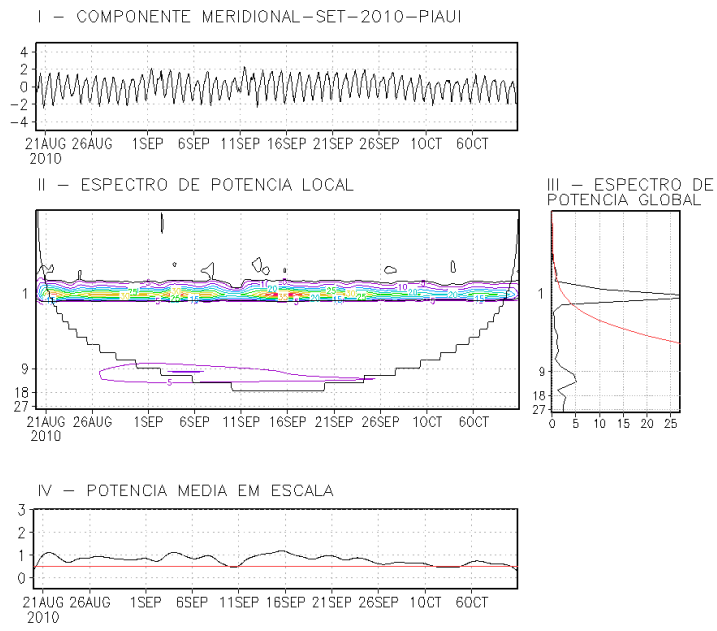 I – COMPONENTE MERIDIONAL–SET–2010–PIAUI
4
2
0
−2
−4
21AUG 26AUG 1SEP 6SEP 11SEP 16SEP 21SEP 26SEP 1OCT 6OCT
2010
II – ESPECTRO DE POTENCIA LOCAL
1
9
18
27
5
21AUG 26AUG 1SEP 6SEP 11SEP 16SEP 21SEP 26SEP 1OCT 6OCT
2010
III – ESPECTRO DE
POTENCIA GLOBAL
1
9
18
27
0 5 10 15 20 25
IV – POTENCIA MEDIA EM ESCALA
3
2
1
0
21AUG 26AUG 1SEP 6SEP 11SEP 16SEP 21SEP 26SEP 1OCT 6OCT
2010